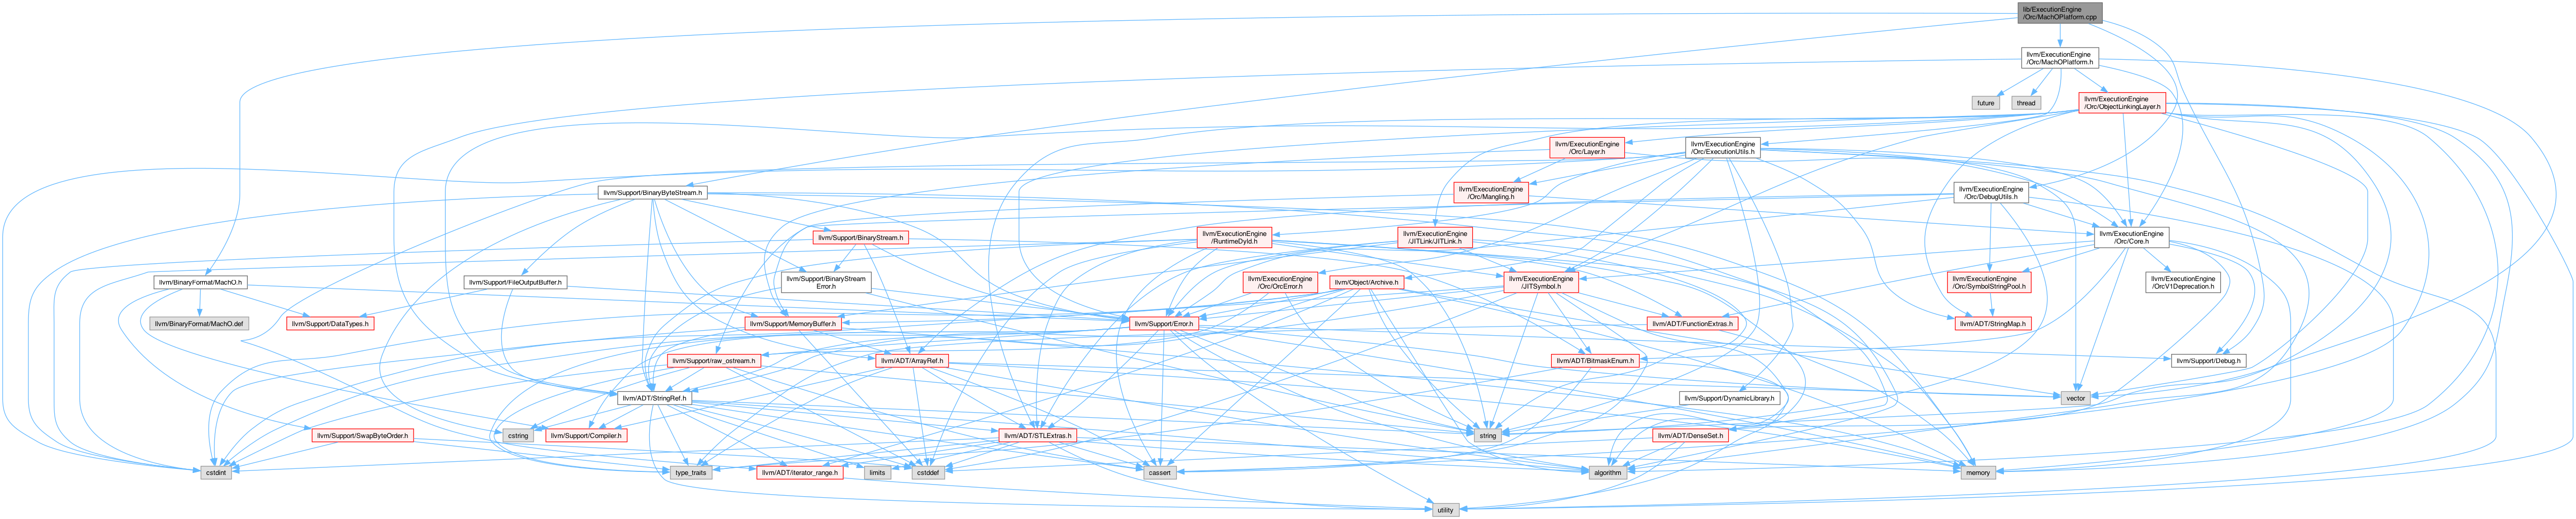 lib/ExecutionEngine
/Orc/MachOPlatform.cpp
llvm/ExecutionEngine
/Orc/MachOPlatform.h
future
thread
llvm/ExecutionEngine
/Orc/ObjectLinkingLayer.h
llvm/ExecutionEngine
/Orc/Layer.h
llvm/ExecutionEngine
/Orc/ExecutionUtils.h
llvm/Support/BinaryByteStream.h
llvm/ExecutionEngine
/Orc/Mangling.h
llvm/ExecutionEngine
/Orc/DebugUtils.h
llvm/Support/BinaryStream.h
llvm/ExecutionEngine
/RuntimeDyld.h
llvm/ExecutionEngine
/JITLink/JITLink.h
llvm/ExecutionEngine
/Orc/Core.h
llvm/BinaryFormat/MachO.h
llvm/Support/FileOutputBuffer.h
llvm/Support/BinaryStream
Error.h
llvm/ExecutionEngine
/Orc/OrcError.h
llvm/Object/Archive.h
llvm/ExecutionEngine
/JITSymbol.h
llvm/ExecutionEngine
/Orc/SymbolStringPool.h
llvm/ExecutionEngine
/OrcV1Deprecation.h
llvm/BinaryFormat/MachO.def
llvm/Support/DataTypes.h
llvm/Support/MemoryBuffer.h
llvm/Support/Error.h
llvm/ADT/FunctionExtras.h
llvm/ADT/StringMap.h
llvm/Support/raw_ostream.h
llvm/ADT/ArrayRef.h
llvm/ADT/BitmaskEnum.h
llvm/Support/Debug.h
llvm/ADT/StringRef.h
llvm/Support/DynamicLibrary.h
vector
llvm/Support/SwapByteOrder.h
cstring
llvm/Support/Compiler.h
llvm/ADT/STLExtras.h
string
llvm/ADT/DenseSet.h
cstdint
type_traits
llvm/ADT/iterator_range.h
limits
cstddef
cassert
algorithm
memory
utility